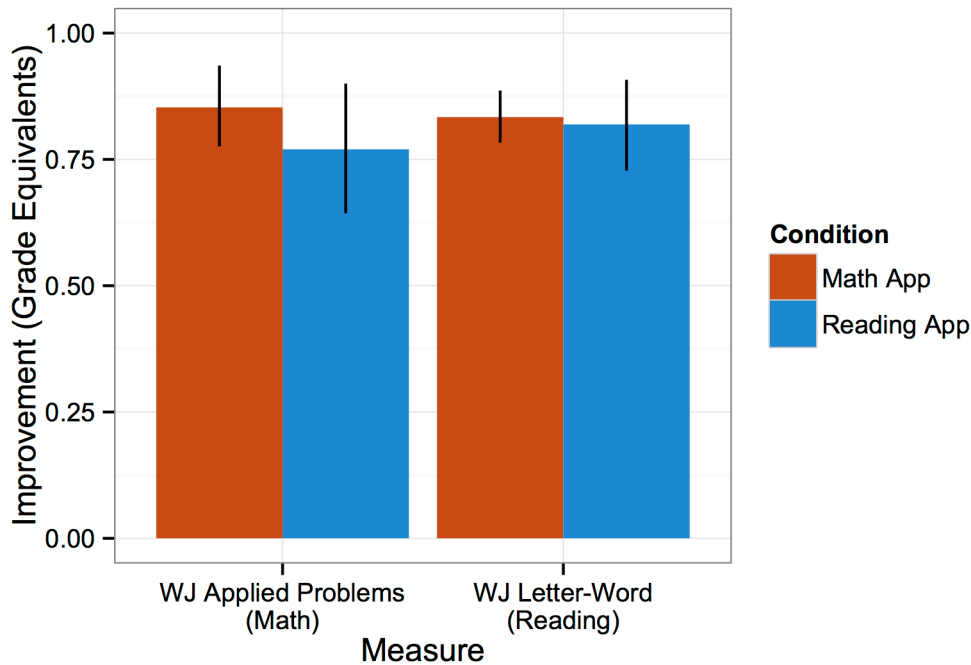 Improvement (Grade Equivalents)
1.00
0.75
0.50
0.25
0.00
WJ Applied Problems
(Math)
WJ Letter-Word
(Reading)
Measure
Condition
Math App
Reading App